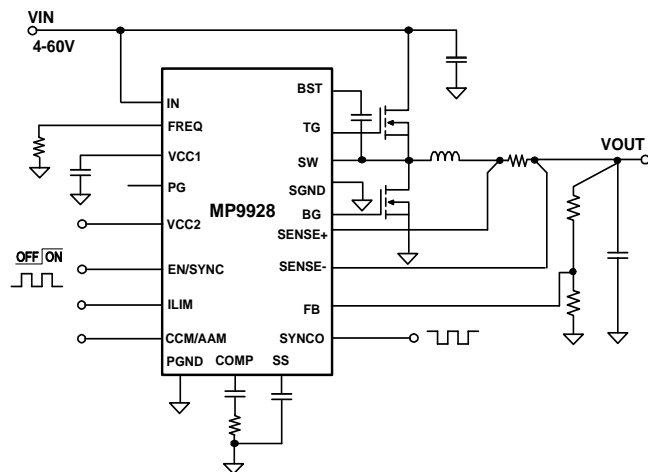 VIN
4-60V
BST
IN
TG
FREQ
VOUT
VCC1
SW
SGND
PG
MP9928
BG
VCC2
SENSE+
OFF ON
EN/SYNC
SENSE-
ILIM
FB
CCM/AAM
SYNCO
PGND
COMP
SS